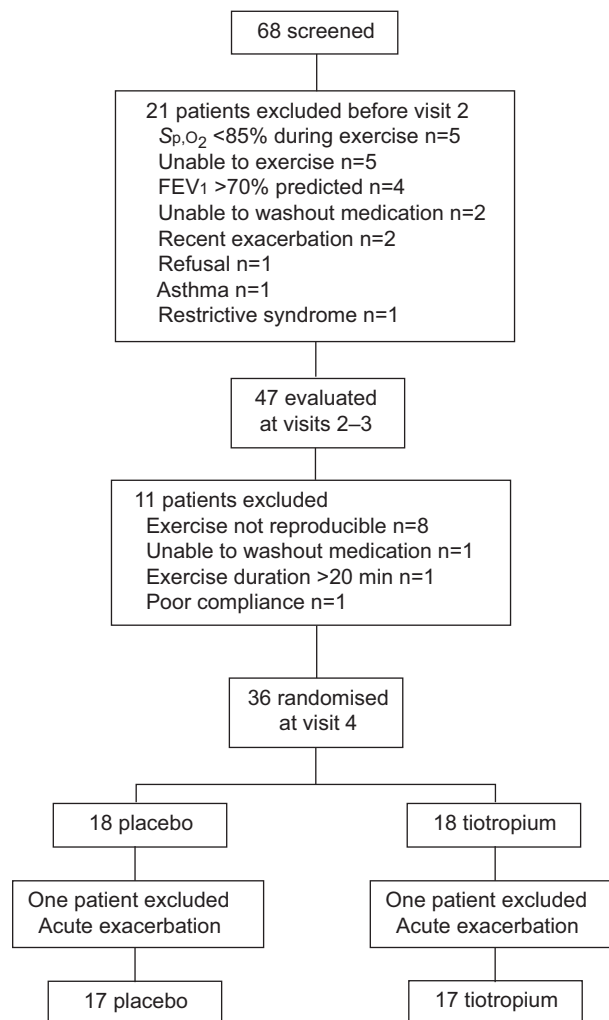 68 screened
21 patients excluded before visit 2
Sp,O2 <85% during exercise n=5
Unable to exercise n=5
FEV1 >70% predicted n=4
Unable to washout medication n=2
Recent exacerbation n=2
Refusal n=1
Asthma n=1
Restrictive syndrome n=1
47 evaluated
at visits 2–3
11 patients excluded
Exercise not reproducible n=8
Unable to washout medication n=1
Exercise duration >20 min n=1
Poor compliance n=1
36 randomised
at visit 4
18 placebo
18 tiotropium
One patient excluded
Acute exacerbation
One patient excluded
Acute exacerbation
17 placebo
17 tiotropium